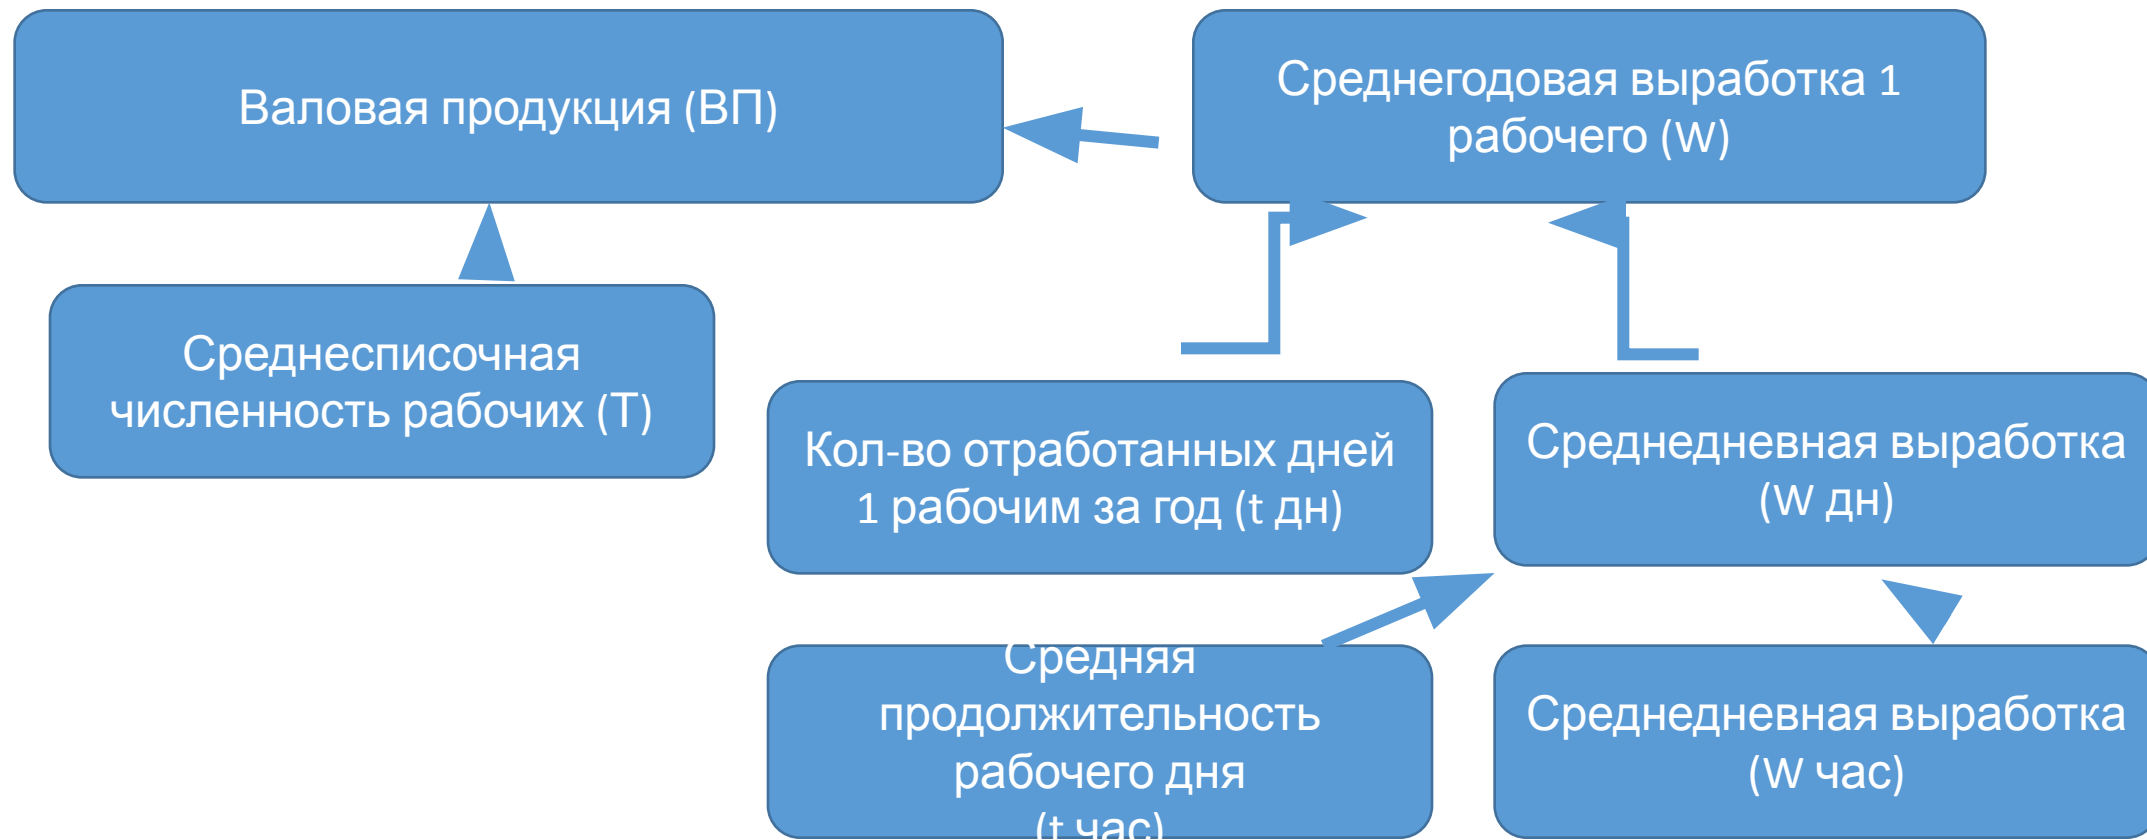 Валовая продукция (ВП)
Среднегодовая выработка 1
рабочего (W)
Среднесписочная
численность рабочих (Т)
Кол-во отработанных дней
1 рабочим за год (t дн)
Среднедневная выработка
(W дн)
Средняя
продолжительность
рабочего дня
(t час)
Среднедневная выработка
(W час)